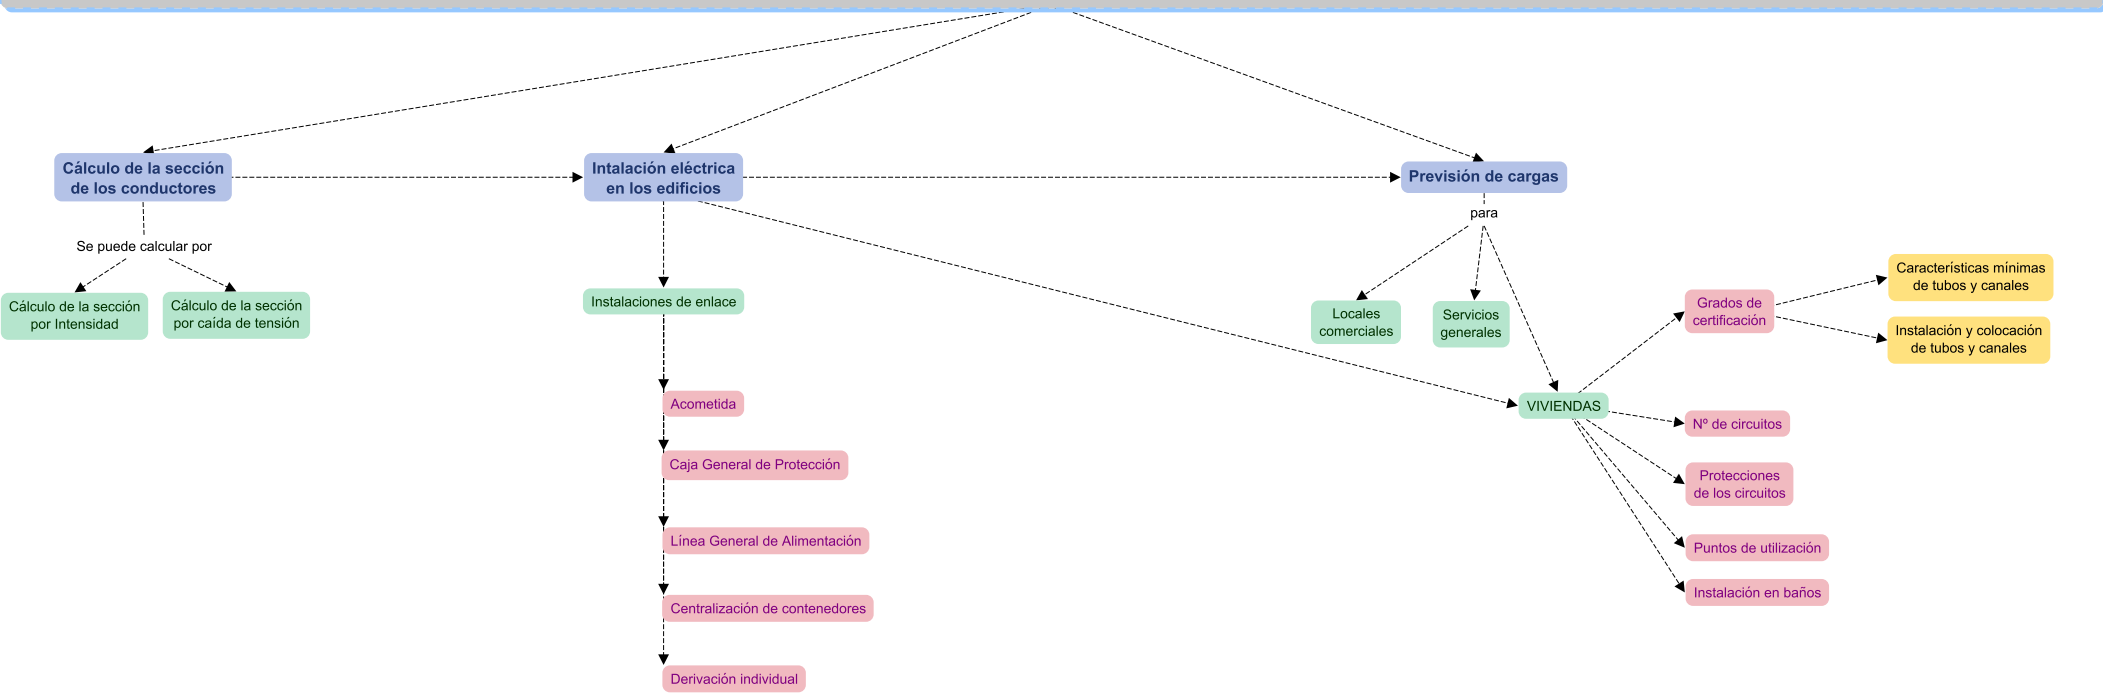 Cálculo de la sección
de los conductores
Intalación eléctrica
en los edificios
Previsión de cargas
para
Se puede calcular por
Cálculo de la sección
por Intensidad
Cálculo de la sección
por caída de tensión
Instalaciones de enlace
Locales
comerciales
Servicios
generales
Grados de
certificación
Características mínimas
de tubos y canales
Instalación y colocación
de tubos y canales
VIVIENDAS
Acometida
Nº de circuitos
Caja General de Protección
Protecciones
de los circuitos
Línea General de Alimentación
Puntos de utilización
Centralización de contenedores
Instalación en baños
Derivación individual